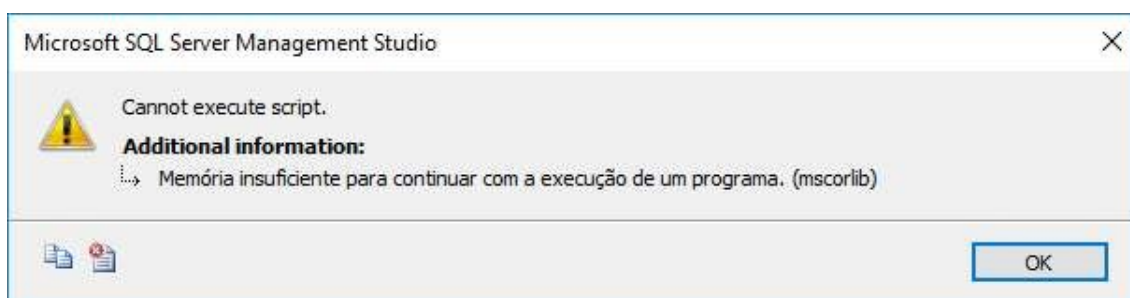 Microsoft SQL Server Management Studio
Cannot execute script.
Additional information:
Memória insuficiente para continuar com a execução de um programa. (mscorlib)
OK